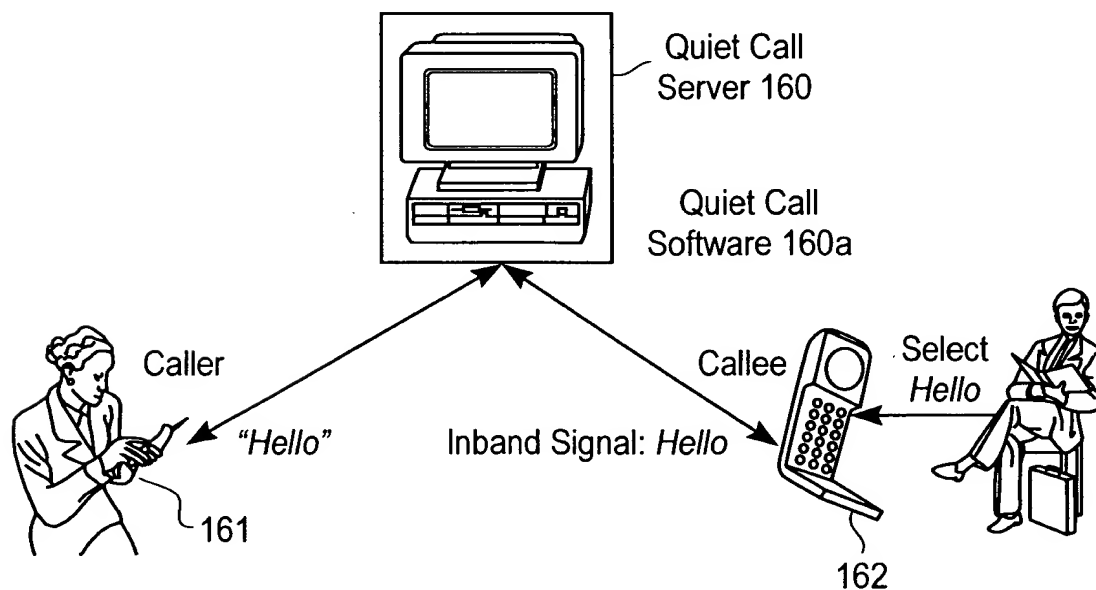 Quiet Call
Server 160
Quiet Call
Software 160a
Caller
Callee
Select
Hello
"Hello"
Inband Signal: Hello
161
162